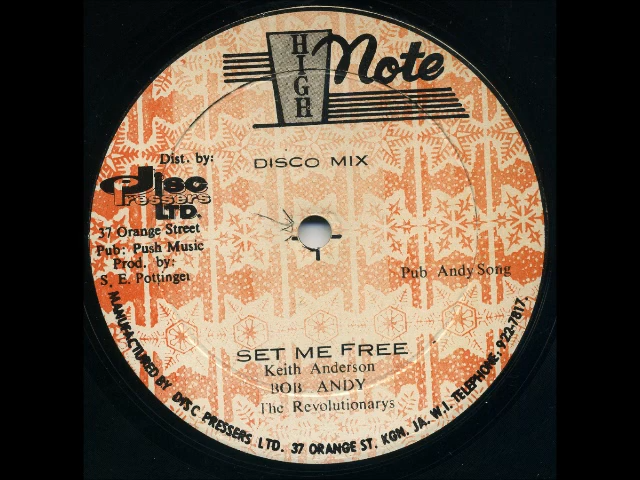 HIGH
Note
DISCO MIX
Dist. by:
Disc
Pressers
LTD.
37 Orange Street
Pub: Push Music
Prod. by:
S. E. Pottinger
Pub Andy Song
SET ME FREE
Keith Anderson
BOB ANDY
The Revolutionarys
MANUFACTURED BY DISC PRESSERS LTD. 37 ORANGE ST. KGN. JA. W.I. TELEPHONE: 922-7817.